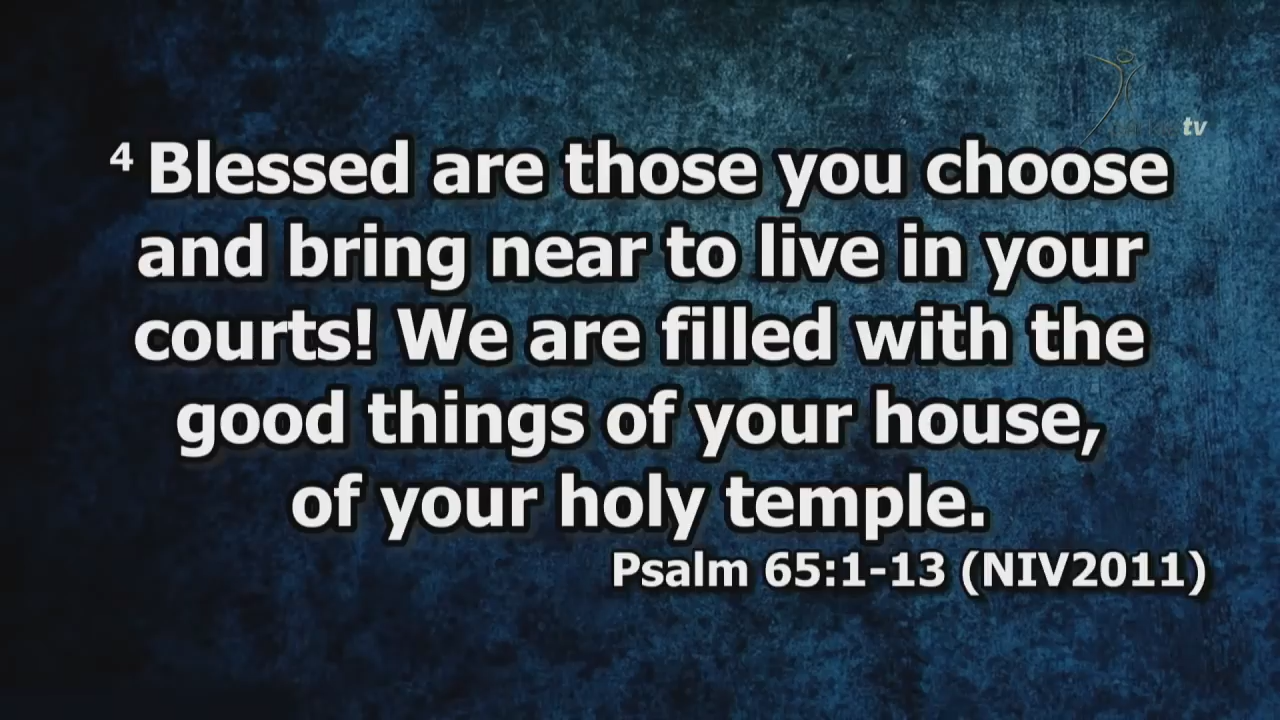 4 Blessed are those you choose
and bring near to live in your
courts! We are filled with the
good things of your house,
of your holy temple.
Psalm 65:1-13 (NIV2011)
tv